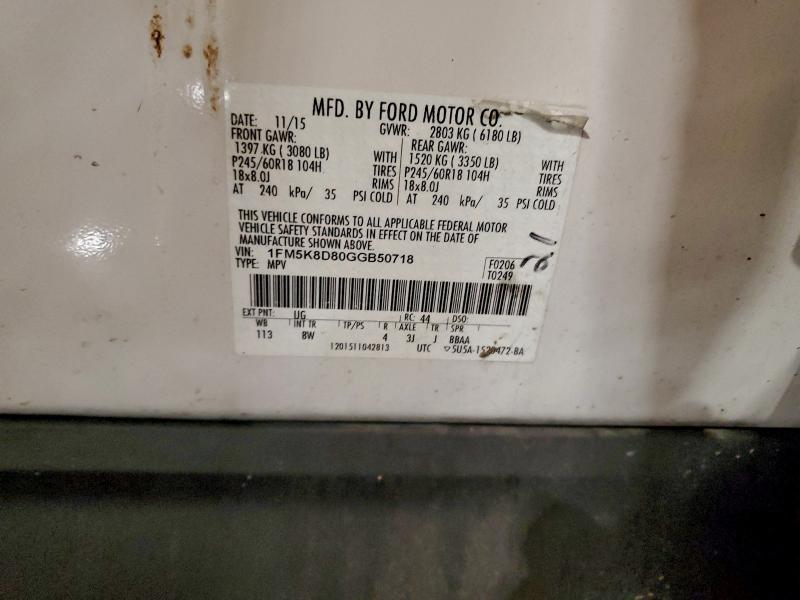 MFD. BY FORD MOTOR CO.
DATE: 11/15 GVWR: 2803 KG ( 6180 LB)
FRONT GAWR: REAR GAWR:
1397 KG ( 3080 LB) WITH 1520 KG ( 3350 LB) WITH
P245/60R18 104H TIRES P245/60R18 104H TIRES
18x8.0J RIMS 18x8.0J RIMS
AT 240 kPa/ 35 PSI COLD AT 240 kPa/ 35 PSI COLD
THIS VEHICLE CONFORMS TO ALL APPLICABLE FEDERAL MOTOR
VEHICLE SAFETY STANDARDS IN EFFECT ON THE DATE OF
MANUFACTURE SHOWN ABOVE.
VIN: 1FM5K8D80GGB50718
TYPE: MPV
F0206
T0249
EXT PNT: UG RC: 44 DSO:
WB INT TR TP/PS R AXLE TR SPR
113 8W 4 3J J BBAA
1201511042813 UTC